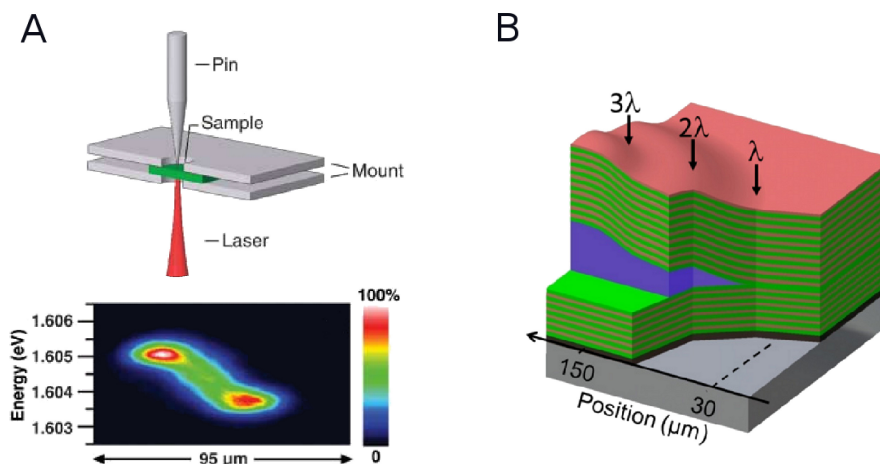 A
Pin
Sample
Mount
Laser
100%
1.606
1.605
1.604
1.603
Energy (eV)
0
95 μm
B
3λ
2λ
λ
150
30
Position (μm)